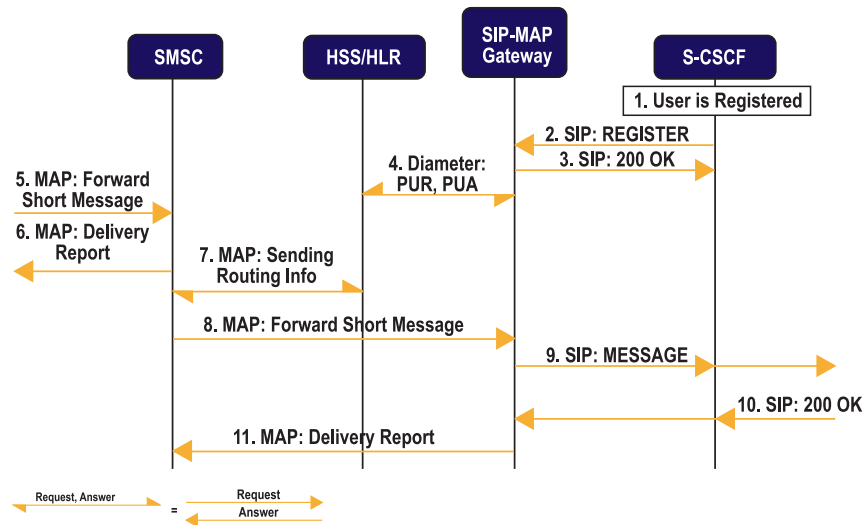 SMSC
HSS/HLR
SIP-MAP
Gateway
S-CSCF
1. User is Registered
2. SIP: REGISTER
3. SIP: 200 OK
4. Diameter:
PUR, PUA
5. MAP: Forward
Short Message
6. MAP: Delivery
Report
7. MAP: Sending
Routing Info
8. MAP: Forward Short Message
9. SIP: MESSAGE
10. SIP: 200 OK
11. MAP: Delivery Report
Request, Answer
=
Request
Answer